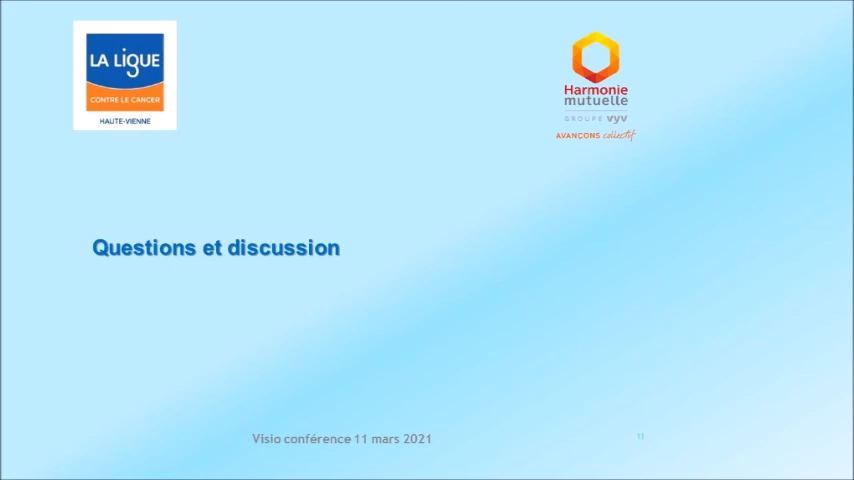 LA LIGUE
CONTRE LE CANCER
HAUTE-VIENNE
Harmonie
mutuelle
GROUPE vyv
AVANÇONS collectif
Questions et discussion
Visio conférence 11 mars 2021
11